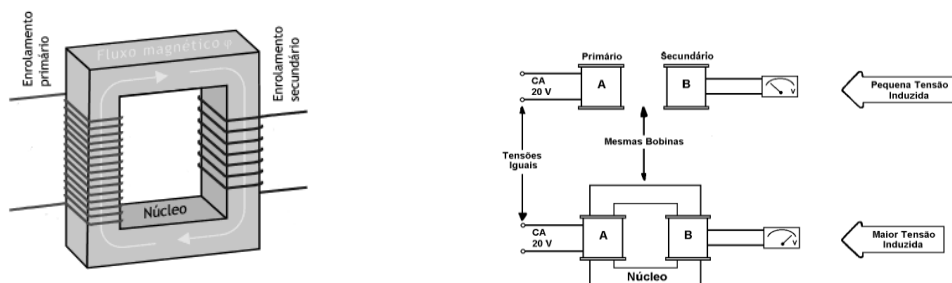 Enrolamento
primário
Fluxo magnético φ
Enrolamento
secundário
Núcleo
Primário
Secundário
A
B
CA
20 V
V
Pequena Tensão
Induzida
Tensões
Iguais
Mesmas Bobinas
CA
20 V
A
B
V
Maior Tensão
Induzida
Núcleo